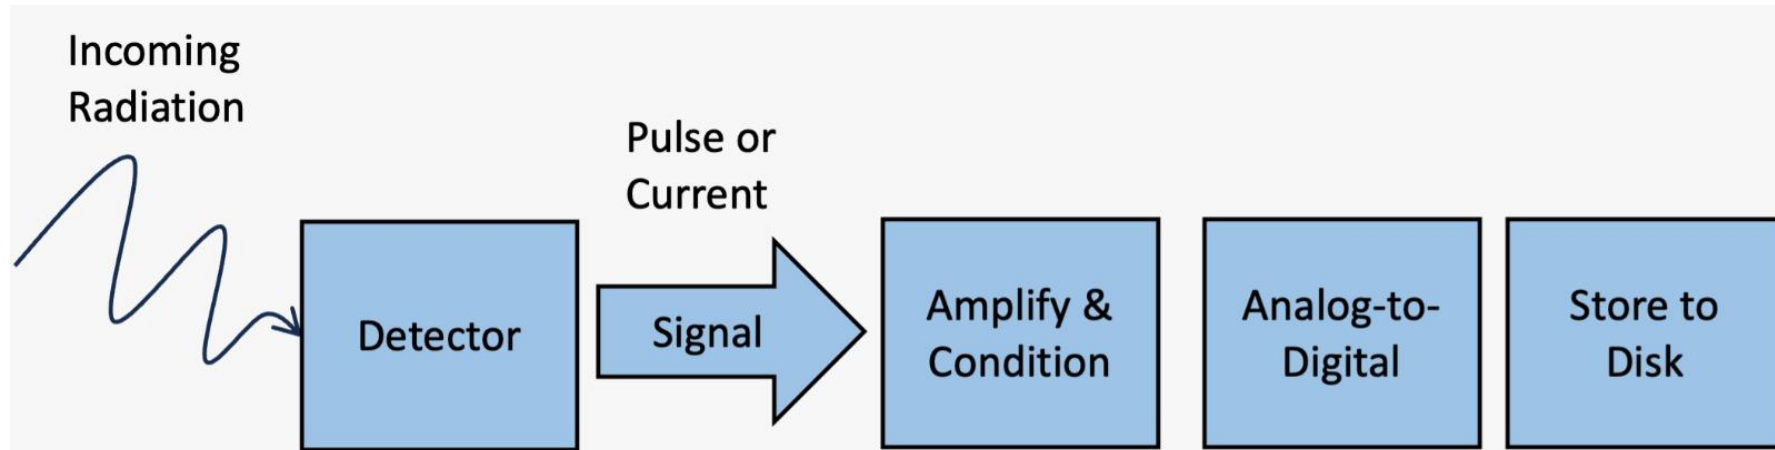 Incoming
Radiation
Pulse or
Current
Detector
Signal
Amplify &
Condition
Analog-to-
Digital
Store to
Disk